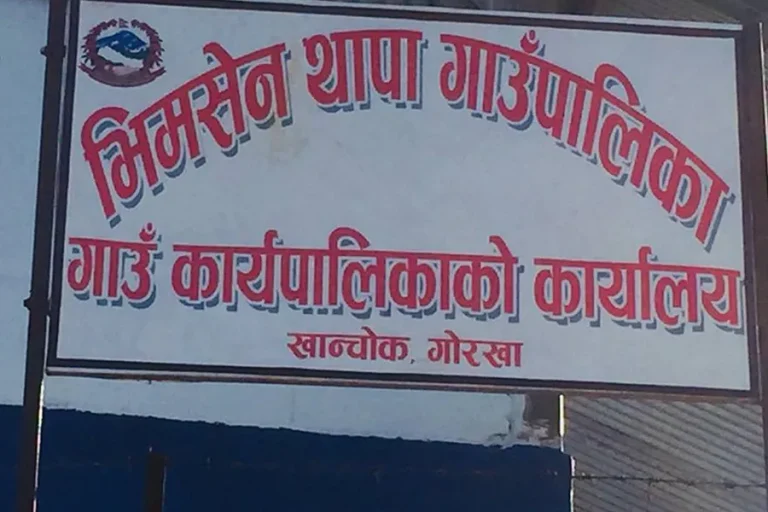 भिमसेन थापा गाउँपालिका
गाउँ कार्यपालिकाको कार्यालय
खान्चोक, गोरखा